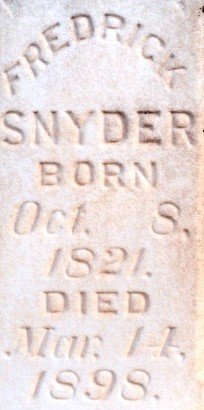 FREDRICK
SNYDER
BORN
Oct. 8,
1821.
DIED
Mar. 14,
1898.